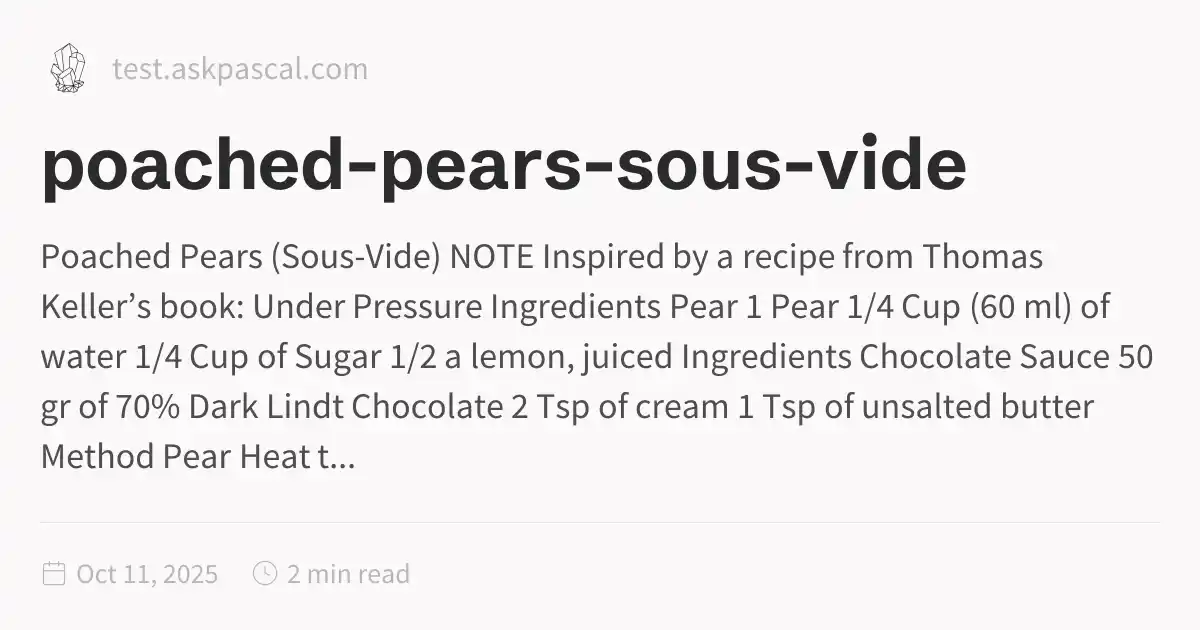 test.askpascal.com
poached-pears-sous-vide
Poached Pears (Sous-Vide) NOTE Inspired by a recipe from Thomas
Keller’s book: Under Pressure Ingredients Pear 1 Pear 1/4 Cup (60 ml) of
water 1/4 Cup of Sugar 1/2 a lemon, juiced Ingredients Chocolate Sauce 50
gr of 70% Dark Lindt Chocolate 2 Tsp of cream 1 Tsp of unsalted butter
Method Pear Heat t...
Oct 11, 2025 2 min read